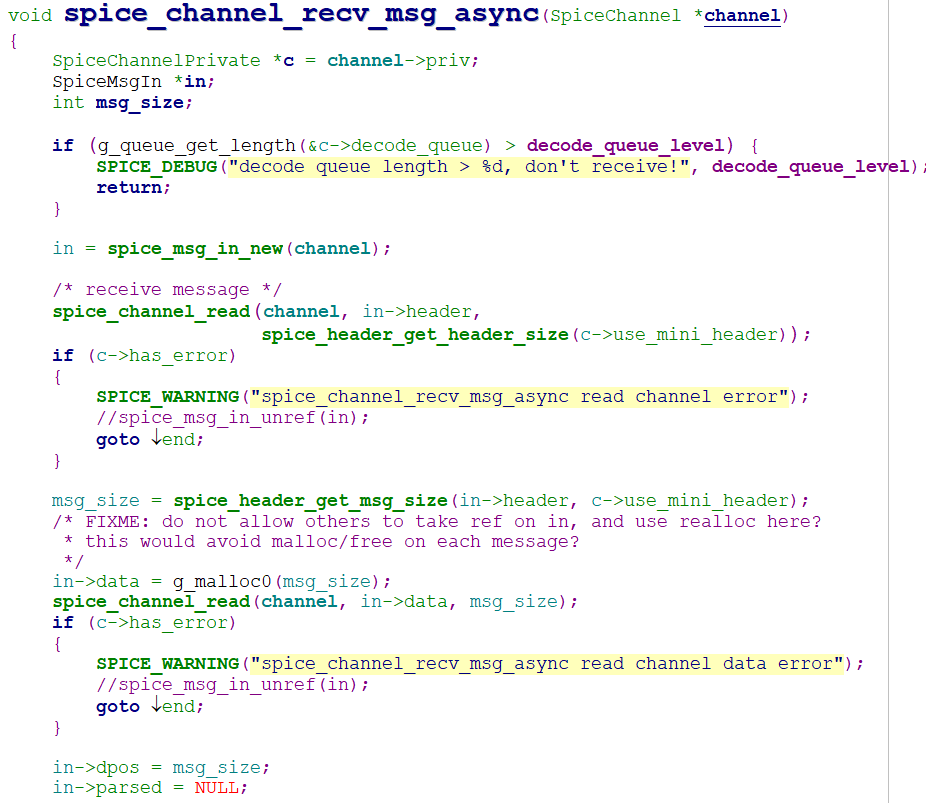 void spice_channel_recv_msg_async(SpiceChannel *channel)
{
    SpiceChannelPrivate *c = channel->priv;
    SpiceMsgIn *in;
    int msg_size;

    if (g_queue_get_length(&c->decode_queue) > decode_queue_level) {
        SPICE_DEBUG("decode queue length > %d, don't receive!", decode_queue_level);
        return;
    }

    in = spice_msg_in_new(channel);

    /* receive message */
    spice_channel_read(channel, in->header,
                       spice_header_get_header_size(c->use_mini_header));
    if (c->has_error)
    {
        SPICE_WARNING("spice_channel_recv_msg_async read channel error");
        //spice_msg_in_unref(in);
        goto ↓end;
    }

    msg_size = spice_header_get_msg_size(in->header, c->use_mini_header);
    /* FIXME: do not allow others to take ref on in, and use realloc here?
     * this would avoid malloc/free on each message?
     */
    in->data = g_malloc0(msg_size);
    spice_channel_read(channel, in->data, msg_size);
    if (c->has_error)
    {
        SPICE_WARNING("spice_channel_recv_msg_async read channel data error");
        //spice_msg_in_unref(in);
        goto ↓end;
    }

    in->dpos = msg_size;
    in->parsed = NULL;